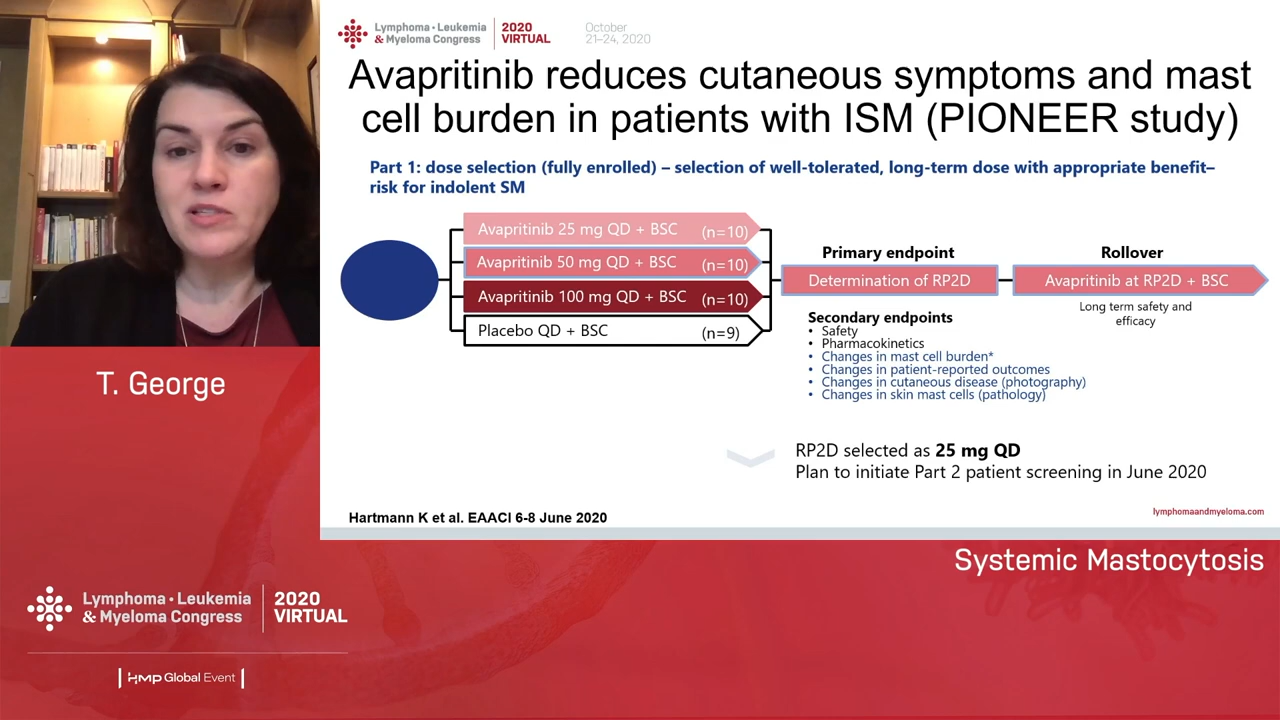 Lymphoma • Leukemia
& Myeloma Congress
2020
VIRTUAL
October
21–24, 2020
Avapritinib reduces cutaneous symptoms and mast
cell burden in patients with ISM (PIONEER study)
Part 1: dose selection (fully enrolled) – selection of well-tolerated, long-term dose with appropriate benefit–
risk for indolent SM
Avapritinib 25 mg QD + BSC (n=10)
Avapritinib 50 mg QD + BSC (n=10)
Avapritinib 100 mg QD + BSC (n=10)
Placebo QD + BSC (n=9)
Primary endpoint
Determination of RP2D
Secondary endpoints
• Safety
• Pharmacokinetics
• Changes in mast cell burden*
• Changes in patient-reported outcomes
• Changes in cutaneous disease (photography)
• Changes in skin mast cells (pathology)
Rollover
Avapritinib at RP2D + BSC
Long term safety and
efficacy
RP2D selected as 25 mg QD
Plan to initiate Part 2 patient screening in June 2020
Hartmann K et al. EAACI 6-8 June 2020
lymphomaandmyeloma.com
T. George
Systemic Mastocytosis
Lymphoma • Leukemia
& Myeloma Congress
2020
VIRTUAL
HMP Global Event